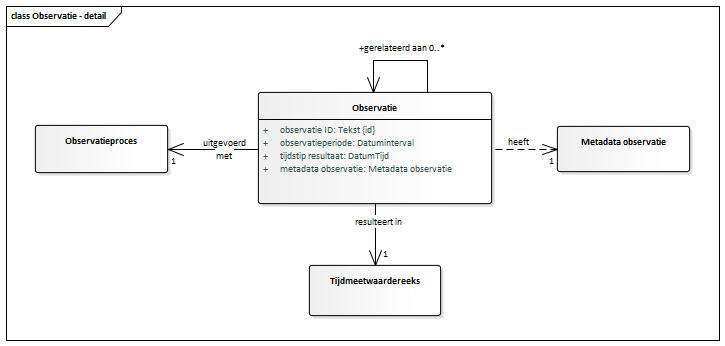 class Observatie - detail
+gerelateerd aan 0..*
Observatie
+ observatie ID: Tekst {id}
+ observatieperiode: Datuminterval
+ tijdstip resultaat: DatumTijd
+ metadata observatie: Metadata observatie
Observatieproces
uitgevoerd
met
1
heeft
1
Metadata observatie
resulteert in
1
Tijdmeetwaardereeks